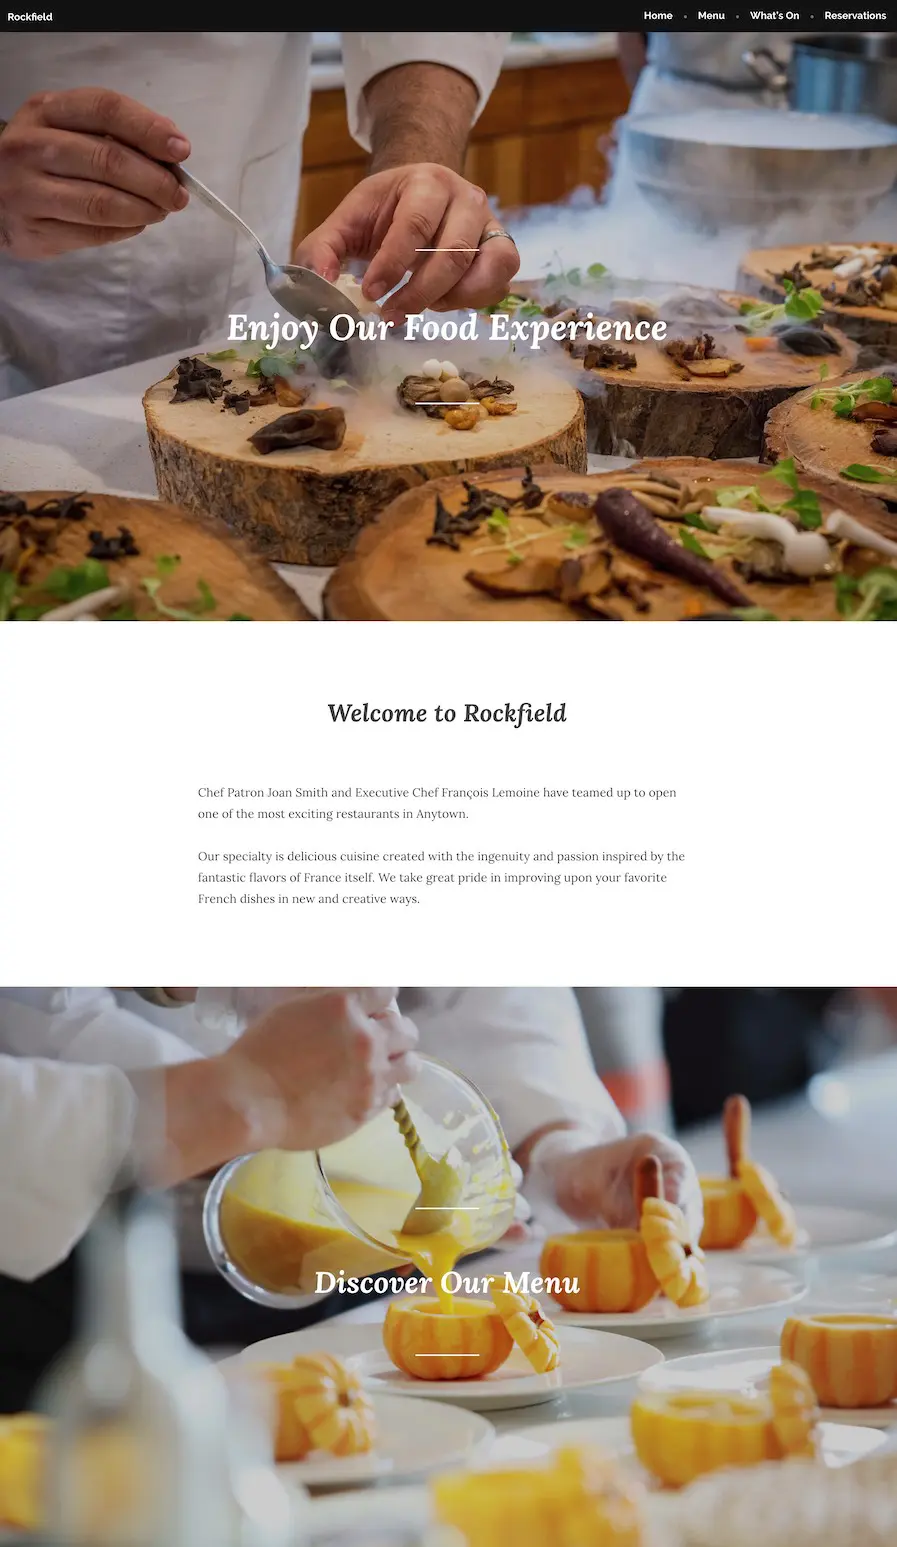 Rockfield
Home • Menu • What's On • Reservations
Enjoy Our Food Experience
Welcome to Rockfield
Chef Patron Joan Smith and Executive Chef François Lemoine have teamed up to open
one of the most exciting restaurants in Anytown.
Our specialty is delicious cuisine created with the ingenuity and passion inspired by the
fantastic flavors of France itself. We take great pride in improving upon your favorite
French dishes in new and creative ways.
Discover Our Menu